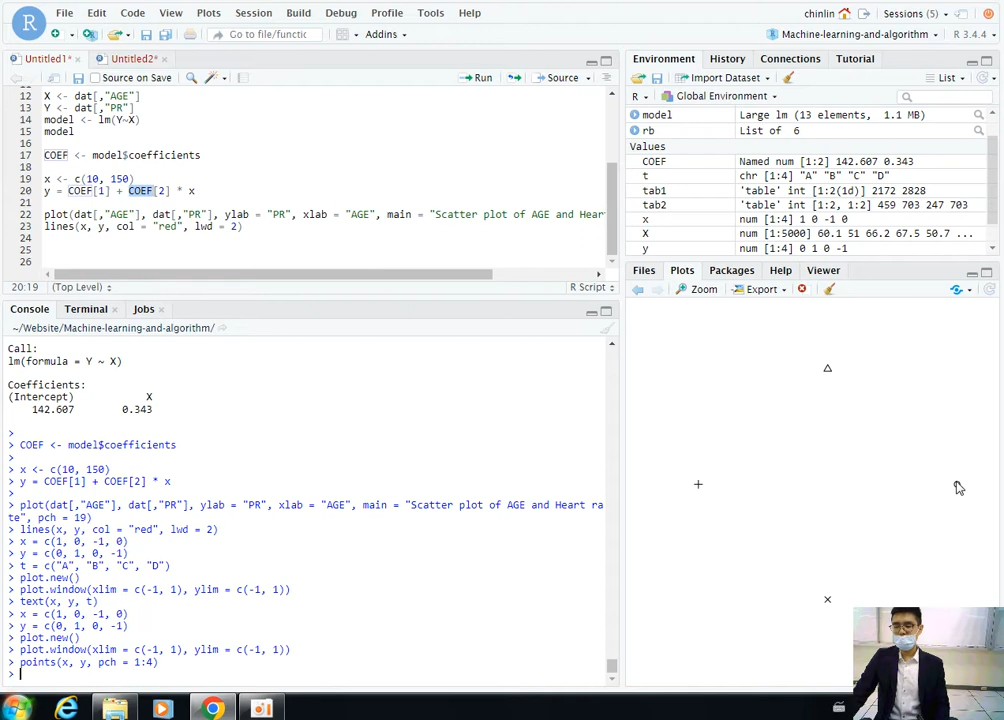 File Edit Code View Plots Session Build Debug Profile Tools Help
chinlin Sessions (5)
Go to file/functic Addins
Machine-learning-and-algorithm R 3.4.4
Untitled1* Untitled2*
Source on Save Run Source
12 X <- dat[,"AGE"]
13 Y <- dat[,"PR"]
14 model <- lm(Y~X)
15 model
16
17 COEF <- model$coefficients
18
19 x <- c(10, 150)
20 y = COEF[1] + COEF[2] * x
21
22 plot(dat[,"AGE"], dat[,"PR"], ylab = "PR", xlab = "AGE", main = "Scatter plot of AGE and Hear
23 lines(x, y, col = "red", lwd = 2)
24
25
26
20:19 (Top Level) R Script
Console Terminal Jobs
~/Website/Machine-learning-and-algorithm/
Call:
lm(formula = Y ~ X)
Coefficients:
(Intercept) X
142.607 0.343
>
> COEF <- model$coefficients
>
> x <- c(10, 150)
> y = COEF[1] + COEF[2] * x
>
> plot(dat[,"AGE"], dat[,"PR"], ylab = "PR", xlab = "AGE", main = "Scatter plot of AGE and Heart ra
te", pch = 19)
> lines(x, y, col = "red", lwd = 2)
> x = c(1, 0, -1, 0)
> y = c(0, 1, 0, -1)
> t = c("A", "B", "C", "D")
> plot.new()
> plot.window(xlim = c(-1, 1), ylim = c(-1, 1))
> text(x, y, t)
> x = c(1, 0, -1, 0)
> y = c(0, 1, 0, -1)
> plot.new()
> plot.window(xlim = c(-1, 1), ylim = c(-1, 1))
> points(x, y, pch = 1:4)
>
Environment History Connections Tutorial
Import Dataset List
R Global Environment
model Large lm (13 elements, 1.1 MB)
rb List of 6
Values
COEF Named num [1:2] 142.607 0.343
t chr [1:4] "A" "B" "C" "D"
tab1 'table' int [1:2(1d)] 2172 2828
tab2 'table' int [1:2, 1:2] 459 703 247 703
x num [1:4] 1 0 -1 0
X num [1:5000] 60.1 51 66.2 67.5 50.7 ...
y num [1:4] 0 1 0 -1
Files Plots Packages Help Viewer
Zoom Export